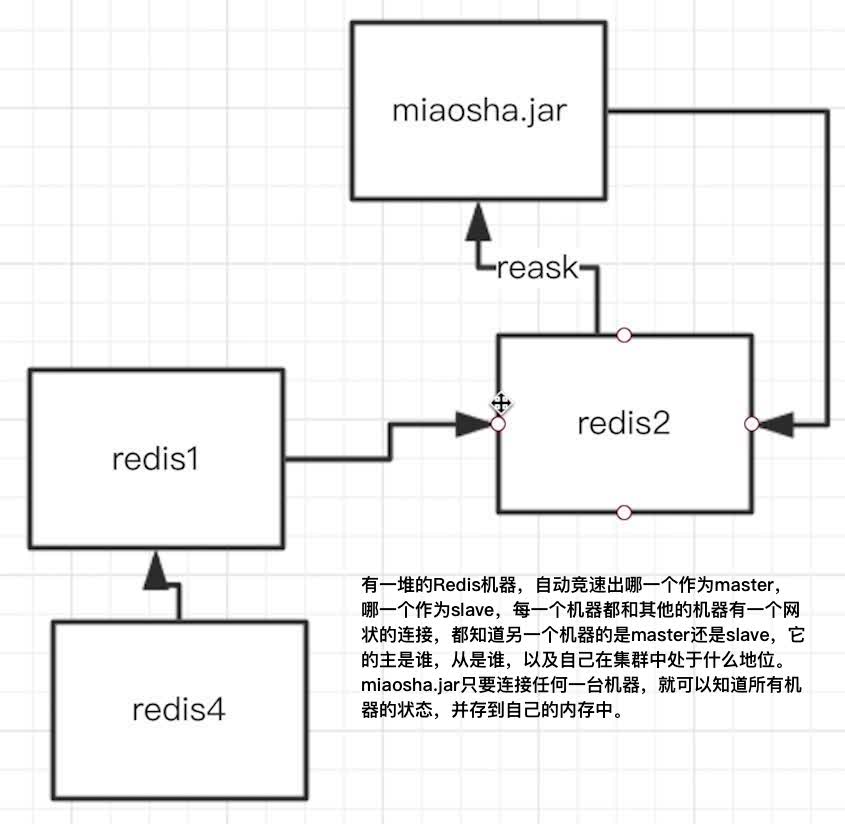 miaosha.jar
reask
redis2
redis1
redis4
有一堆的Redis机器，自动竞速出哪一个作为master，
哪一个作为slave，每一个机器都和其他的机器有一个网
状的连接，都知道另一个机器的是master还是slave，它
的主是谁，从是谁，以及自己在集群中处于什么地位。
miaosha.jar只要连接任何一台机器，就可以知道所有机
器的状态，并存到自己的内存中。